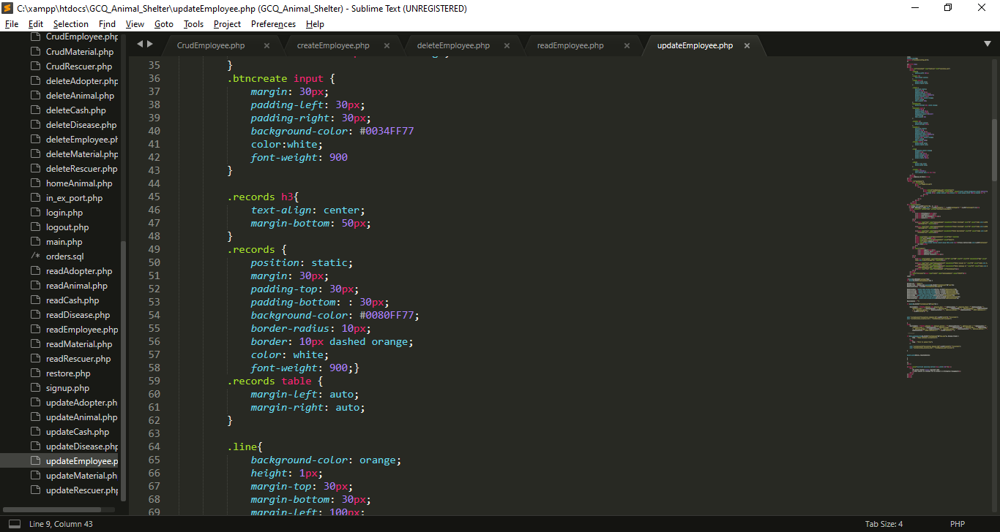 C:\xampp\htdocs\GCQ_Animal_Shelter\updateEmployee.php (GCQ_Animal_Shelter) - Sublime Text (UNREGISTERED)
File Edit Selection Find View Goto Tools Project Preferences Help
CrudEmployee.php
CrudMaterial.php
CrudRescuer.php
deleteAdopter.php
deleteAnimal.php
deleteCash.php
deleteDisease.php
deleteEmployee.ph
deleteMaterial.php
deleteRescuer.php
homeAnimal.php
in_ex_port.php
login.php
logout.php
main.php
/* orders.sql
readAdopter.php
readAnimal.php
readCash.php
readDisease.php
readEmployee.php
readMaterial.php
readRescuer.php
restore.php
signup.php
updateAdopter.ph
updateAnimal.php
updateCash.php
updateDisease.php
updateEmployee.p
updateMaterial.ph
updateRescuer.php
CrudEmployee.php × createEmployee.php × deleteEmployee.php × readEmployee.php × updateEmployee.php ×
35 }
36 .btncreate input {
37 margin: 30px;
38 padding-left: 30px;
39 padding-right: 30px;
40 background-color: #0034FF77
41 color:white;
42 font-weight: 900
43 }
44
45 .records h3{
46 text-align: center;
47 margin-bottom: 50px;
48 }
49 .records {
50 position: static;
51 margin: 30px;
52 padding-top: 30px;
53 padding-bottom: : 30px;
54 background-color: #0080FF77;
55 border-radius: 10px;
56 border: 10px dashed orange;
57 color: white;
58 font-weight: 900;}
59 .records table {
60 margin-left: auto;
61 margin-right: auto;
62 }
63
64 .line{
65 background-color: orange;
66 height: 1px;
67 margin-top: 30px;
68 margin-bottom: 30px;
69 margin-left: 100px;
Line 9, Column 43 Tab Size: 4 PHP